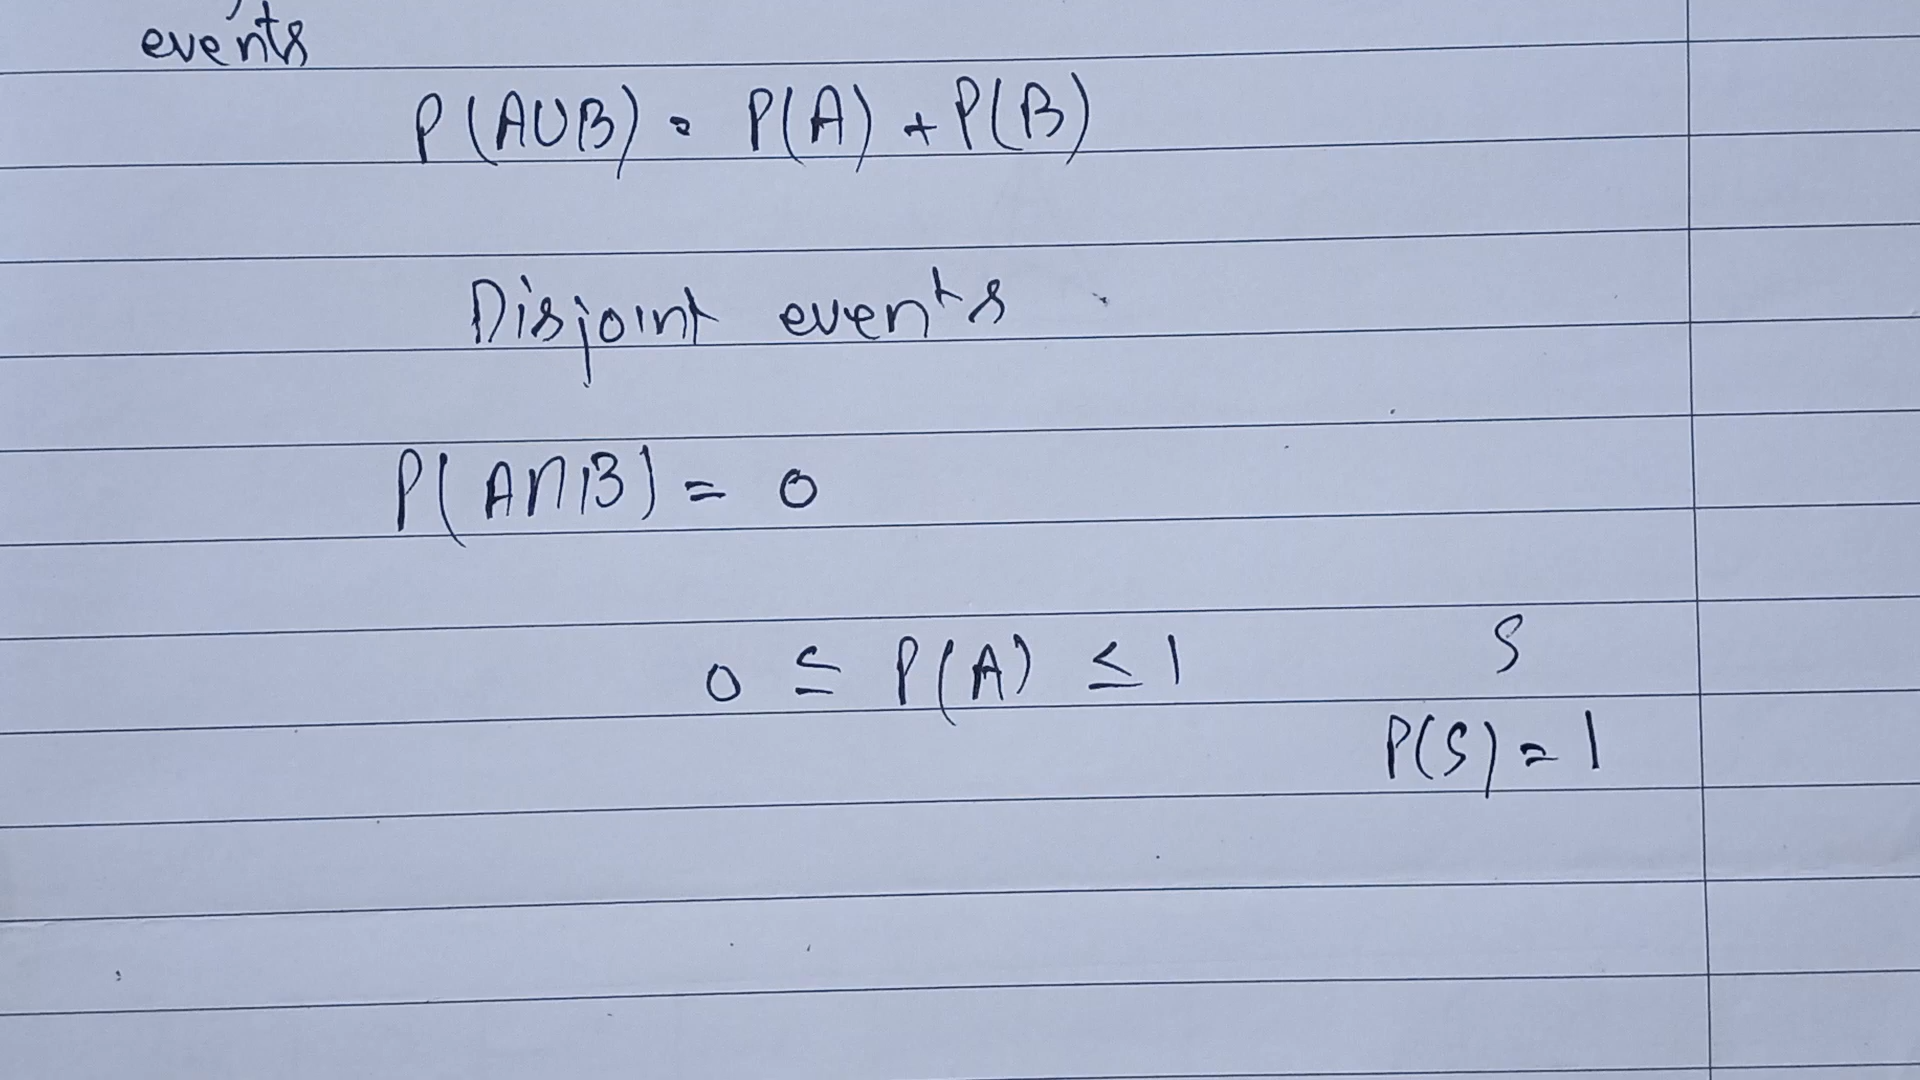 events
P(A∪B) = P(A) + P(B)
Disjoint events
P(A∩B) = 0
0 ≤ P(A) ≤ 1
S
P(S) = 1